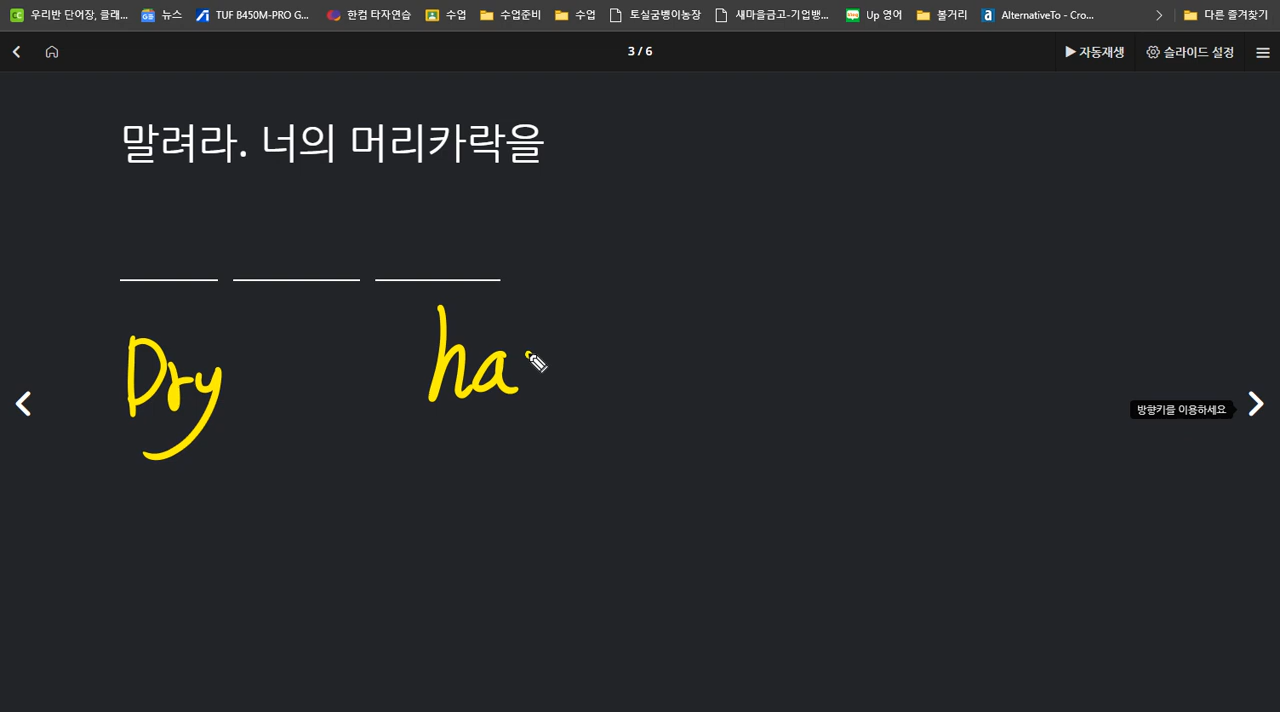 우리반 단어장, 클래... 뉴스 TUF B450M-PRO G... 한컴 타자연습 수업 수업준비 수업 토실굼벵이농장 새마을금고-기업뱅... Up 영어 볼거리 AlternativeTo - Cro... 다른 즐겨찾기
3 / 6 자동재생 슬라이드 설정
말려라. 너의 머리카락을
Dry ha
방향키를 이용하세요